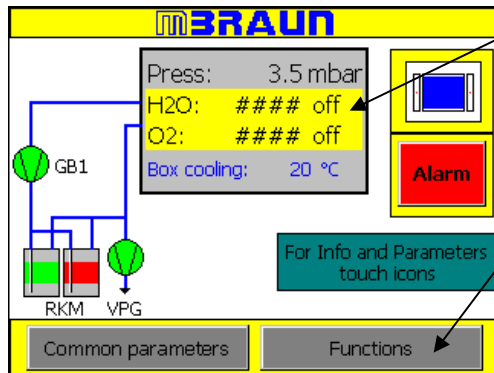 MBRAUN
Press: 3.5 mbar
H2O: #### off
O2: #### off
Box cooling: 20 °C
GB1
Alarm
For Info and Parameters
touch icons
RKM VPG
Common parameters Functions